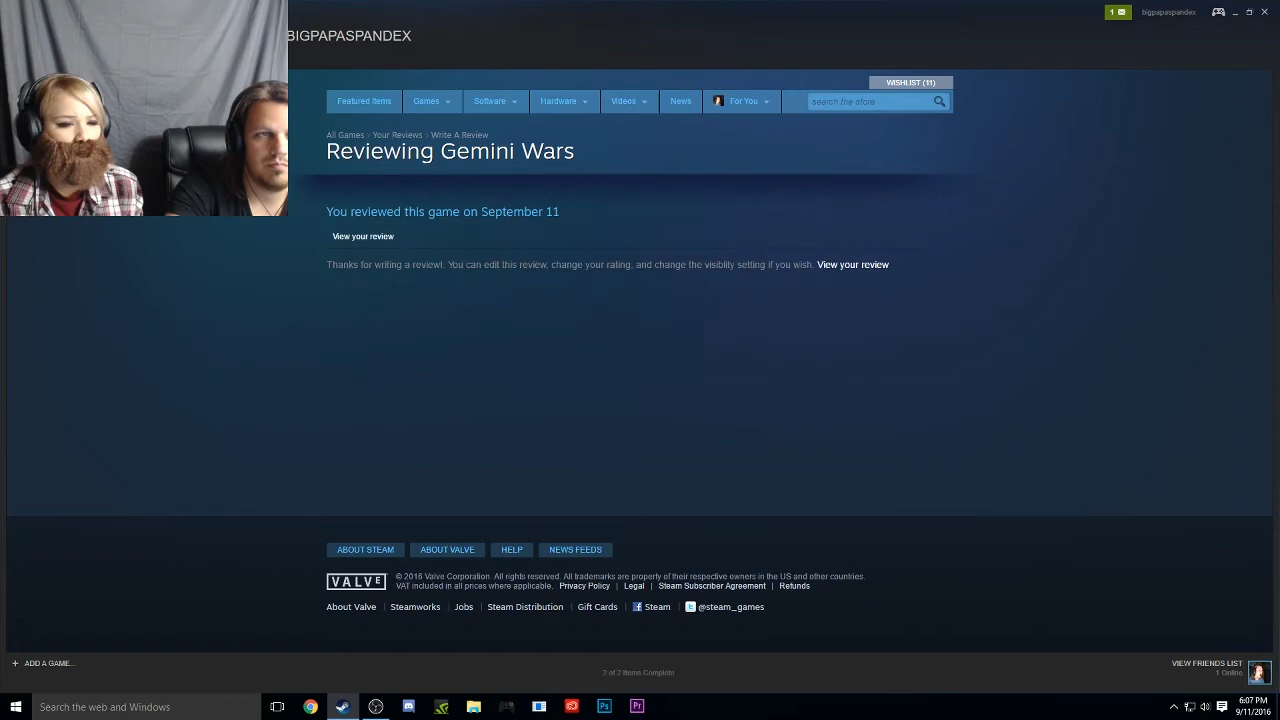 1
bigpapaspandex
BIGPAPASPANDEX
WISHLIST (11)
Featured Items Games Software Hardware Videos News For You search the store
All Games > Your Reviews > Write A Review
Reviewing Gemini Wars
You reviewed this game on September 11
View your review
Thanks for writing a review!. You can edit this review, change your rating, and change the visiblity setting if you wish. View your review
ABOUT STEAM ABOUT VALVE HELP NEWS FEEDS
VALVE
© 2016 Valve Corporation. All rights reserved. All trademarks are property of their respective owners in the US and other countries.
VAT included in all prices where applicable. Privacy Policy | Legal | Steam Subscriber Agreement | Refunds
About Valve | Steamworks | Jobs | Steam Distribution | Gift Cards | Steam | @steam_games
+ ADD A GAME...
2 of 2 Items Complete
VIEW FRIENDS LIST
1 Online
Search the web and Windows
Ps
Pr
6:07 PM
9/11/2016